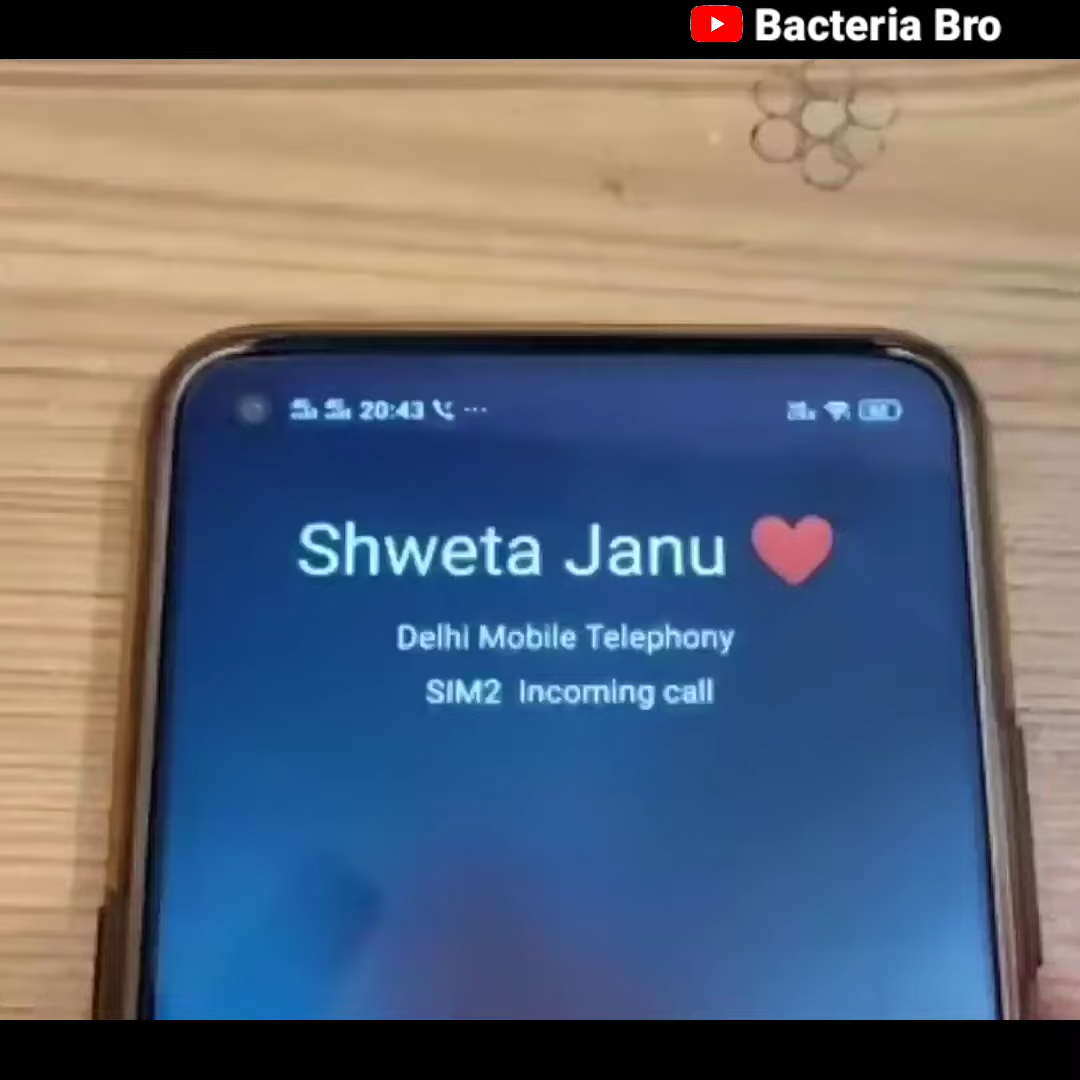 Bacteria Bro
20:43
Shweta Janu ❤️
Delhi Mobile Telephony
SIM2 Incoming call